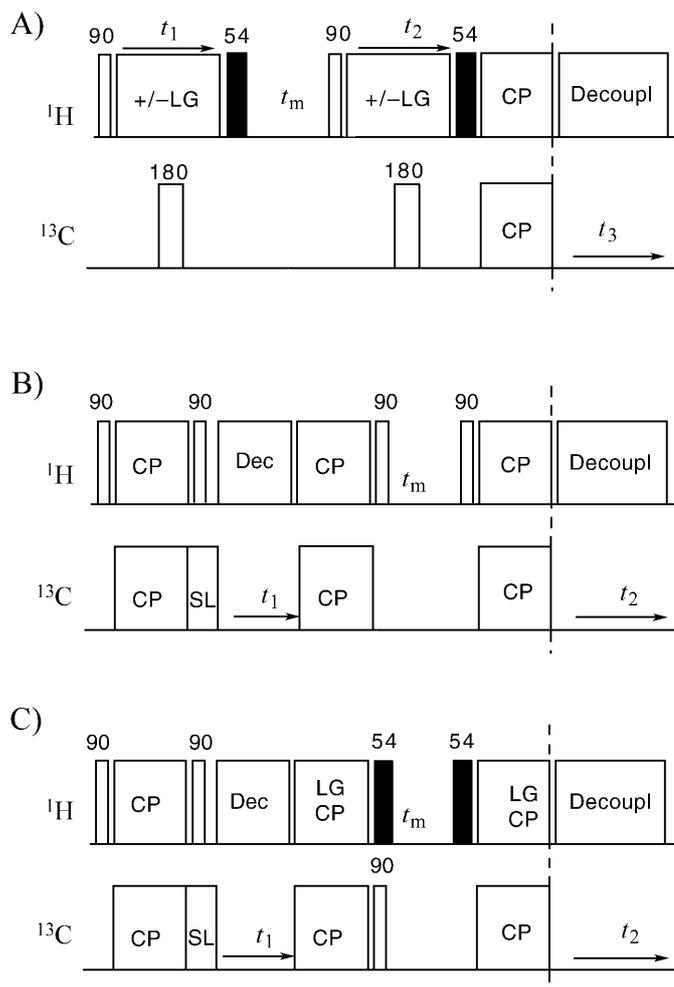 A)
90 t1 54 90 t2 54
1H +/−LG tm +/−LG CP Decoupl
180 180
13C CP t3
B)
90 90 90 90
1H CP Dec CP tm CP Decoupl
13C CP SL t1 CP CP t2
C)
90 90 54 54
1H CP Dec LG CP tm LG CP Decoupl
90
13C CP SL t1 CP CP t2